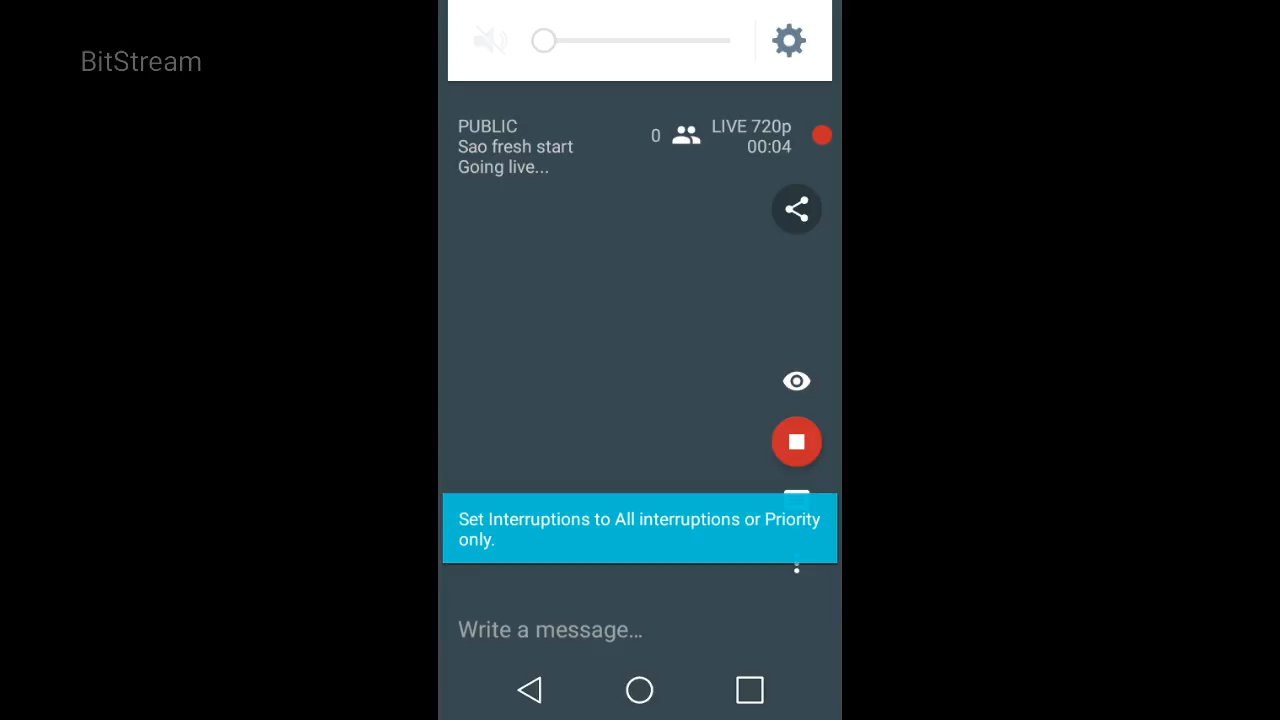 BitStream
PUBLIC
Sao fresh start
Going live...
0
LIVE 720p
00:04
Set Interruptions to All interruptions or Priority
only.
Write a message...